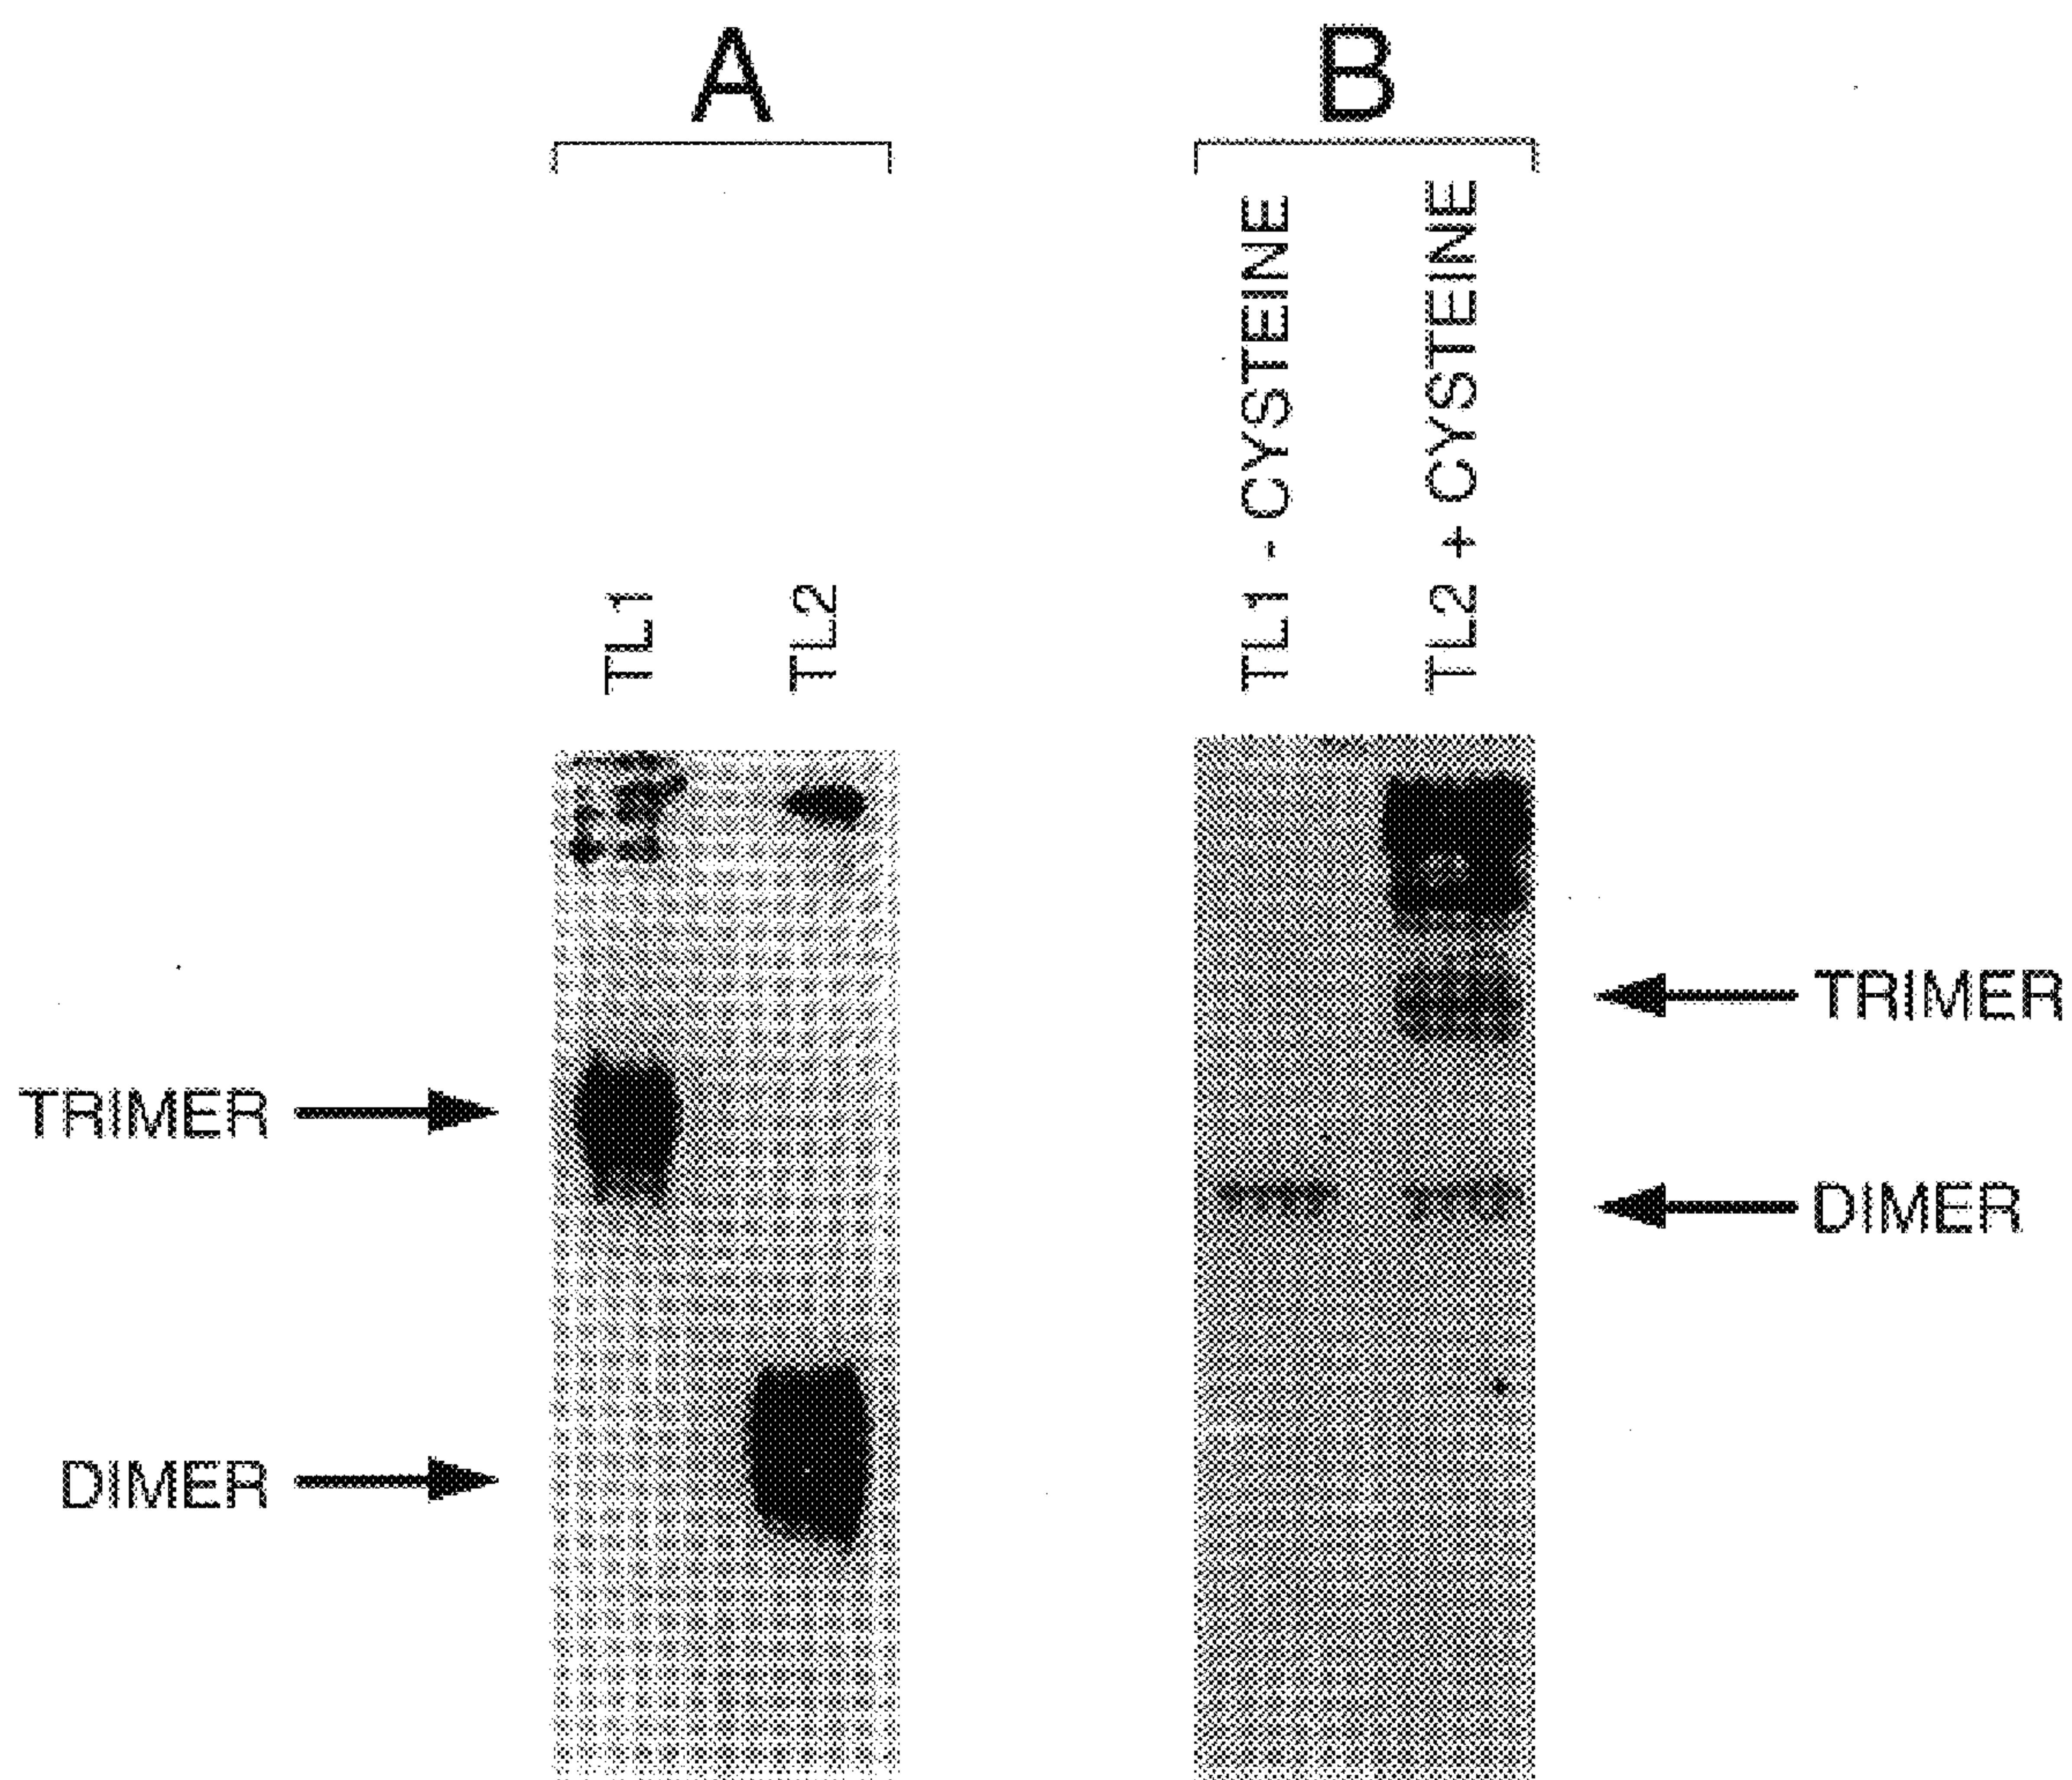 A
B
TL1
TL2
TL1 - CYSTEINE
TL2 + CYSTEINE
TRIMER
DIMER
TRIMER
DIMER